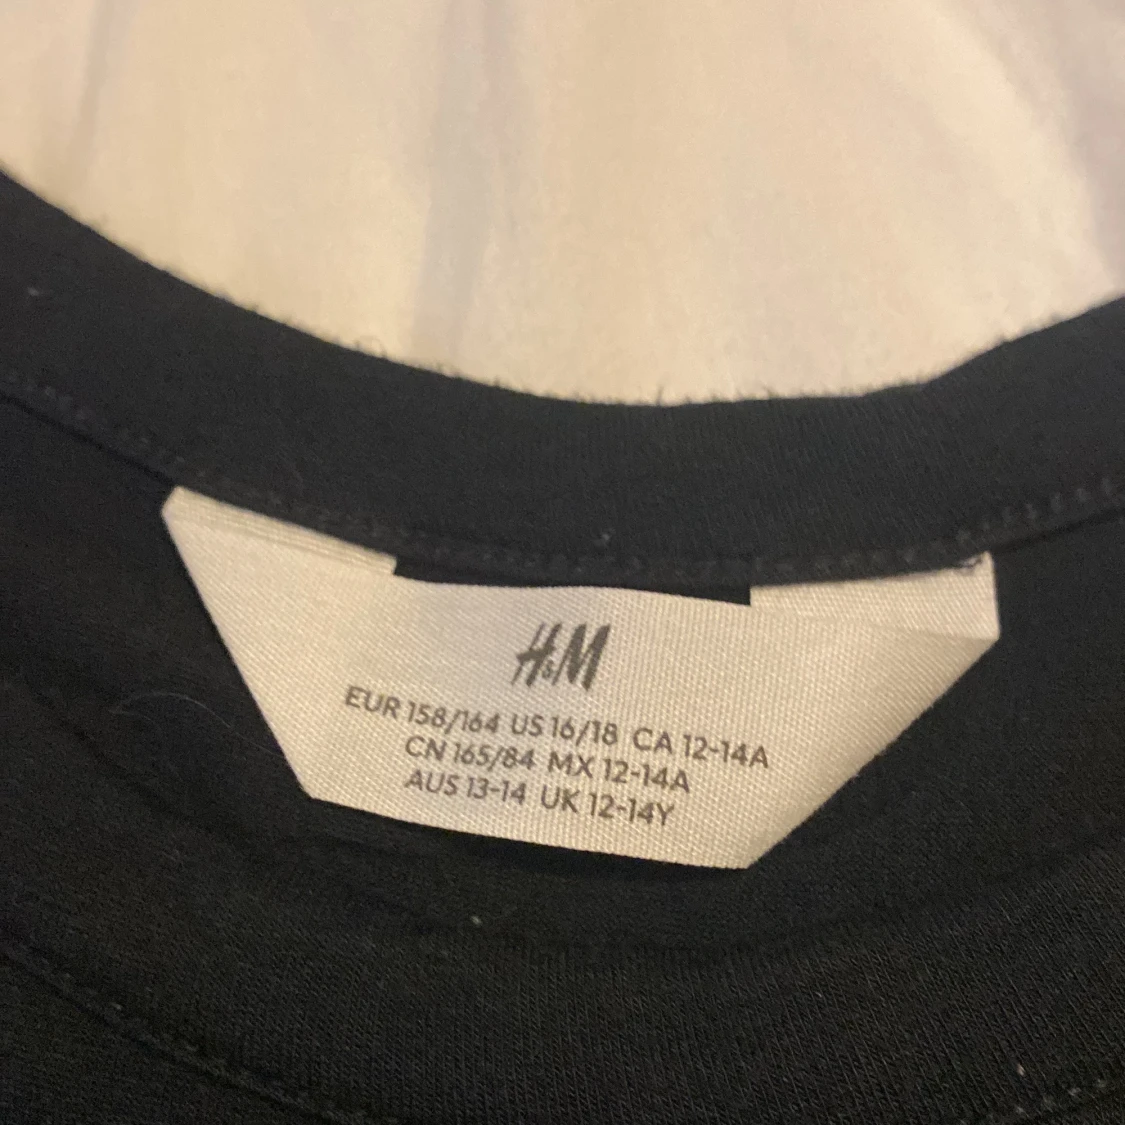 H&M
EUR 158/164 US 16/18 CA 12-14A
CN 165/84 MX 12-14A
AUS 13-14 UK 12-14Y